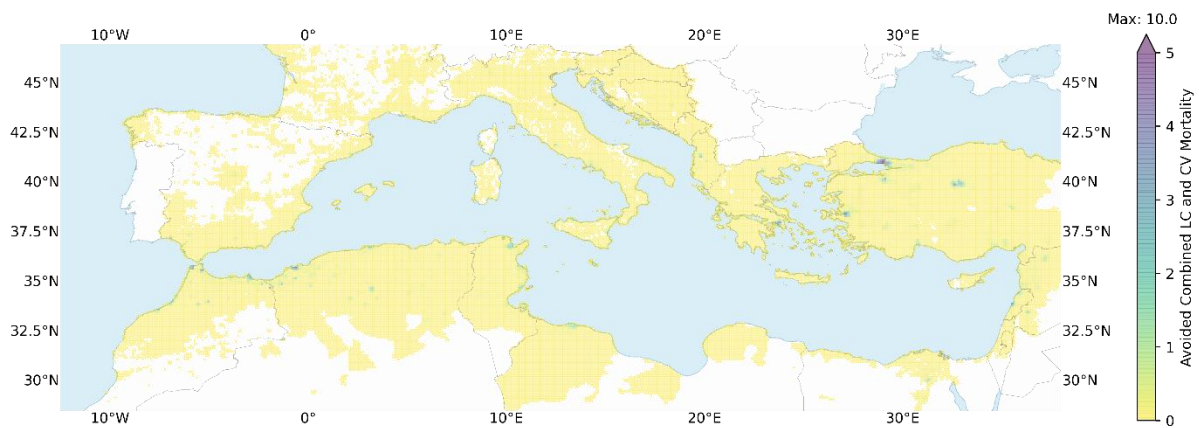 Max: 10.0
10°W 0° 10°E 20°E 30°E
45°N 45°N 5
42.5°N 42.5°N 4
40°N 40°N
37.5°N 37.5°N 3
35°N 35°N 2
32.5°N 32.5°N 1
30°N 30°N
0
10°W 0° 10°E 20°E 30°E
Avoided Combined LC and CV Mortality